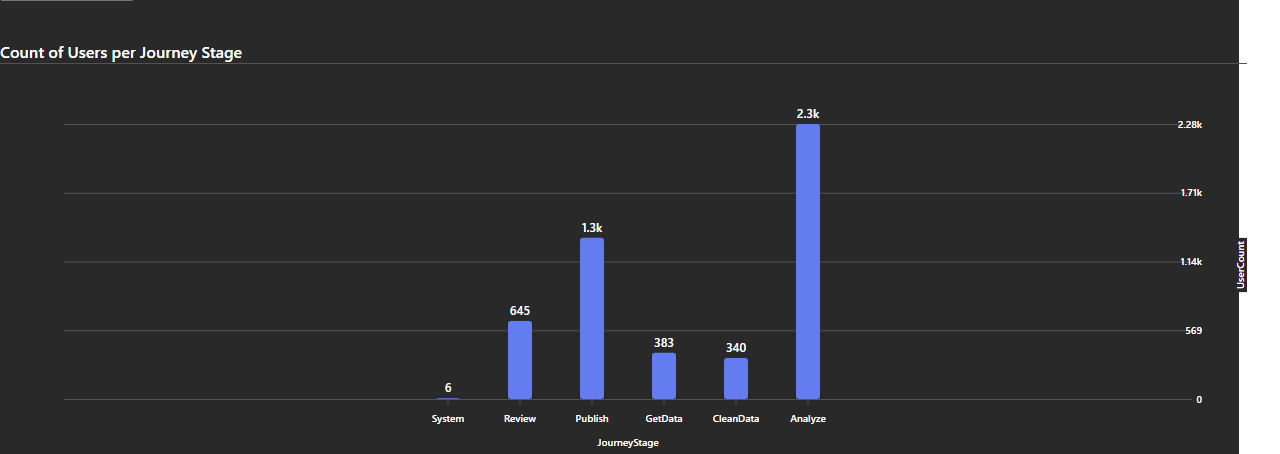 Count of Users per Journey Stage
2.3k
2.28k
1.71k
1.3k
UserCount
1.14k
645
569
383
340
6
0
System Review Publish GetData CleanData Analyze
JourneyStage